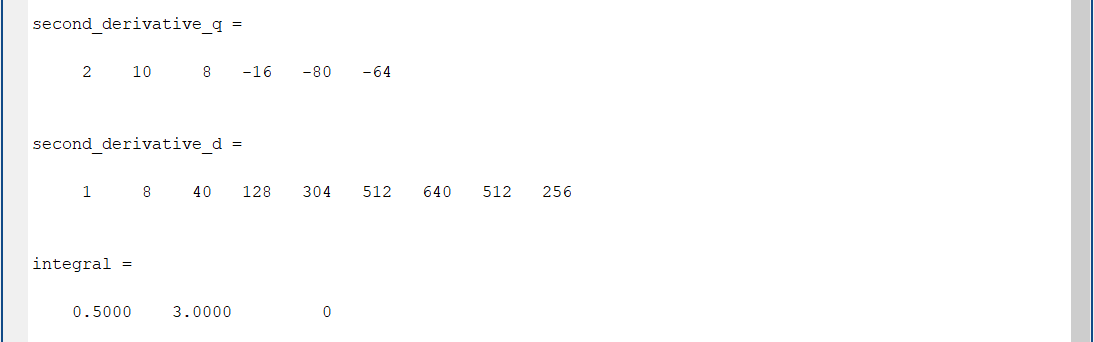 second_derivative_q =
2 10 8 -16 -80 -64
second_derivative_d =
1 8 40 128 304 512 640 512 256
integral =
0.5000 3.0000 0